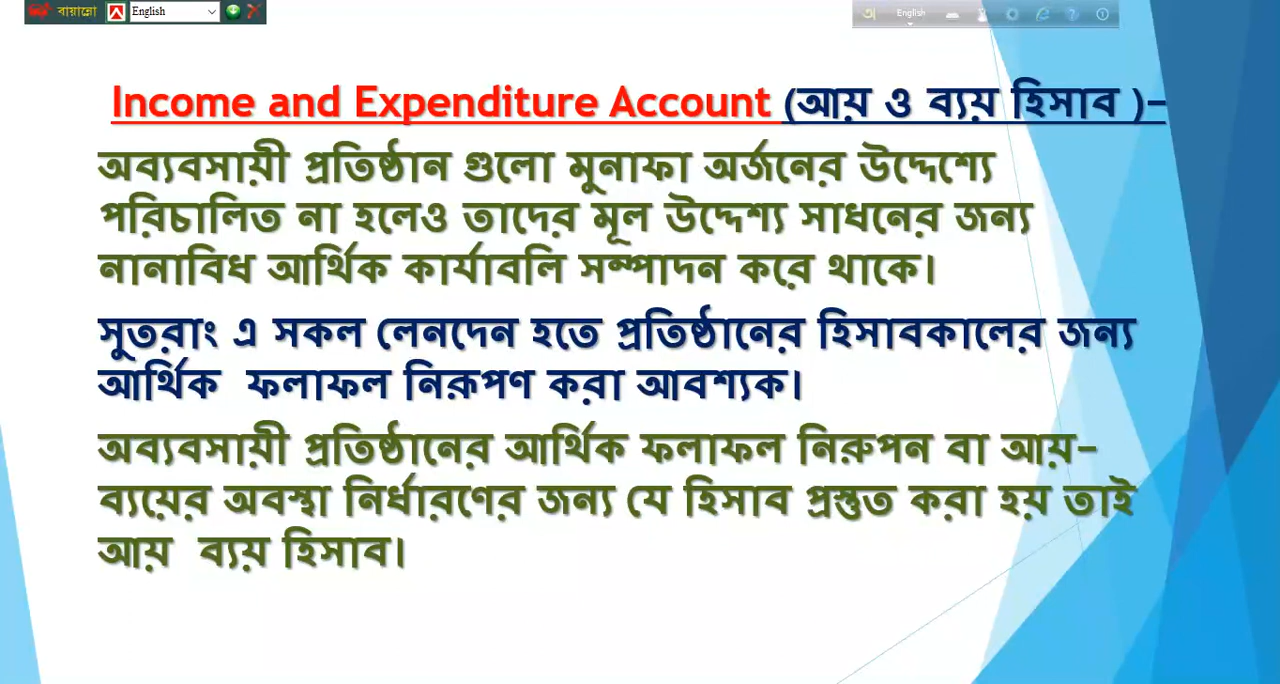 বায়ান্নো English English
Income and Expenditure Account (আয় ও ব্যয় হিসাব )-
অব্যবসায়ী প্রতিষ্ঠান গুলো মুনাফা অর্জনের উদ্দেশ্যে
পরিচালিত না হলেও তাদের মূল উদ্দেশ্য সাধনের জন্য
নানাবিধ আর্থিক কার্যাবলি সম্পাদন করে থাকে।
সুতরাং এ সকল লেনদেন হতে প্রতিষ্ঠানের হিসাবকালের জন্য
আর্থিক ফলাফল নিরূপণ করা আবশ্যক।
অব্যবসায়ী প্রতিষ্ঠানের আর্থিক ফলাফল নিরুপন বা আয়-
ব্যয়ের অবস্থা নির্ধারণের জন্য যে হিসাব প্রস্তুত করা হয় তাই
আয় ব্যয় হিসাব।